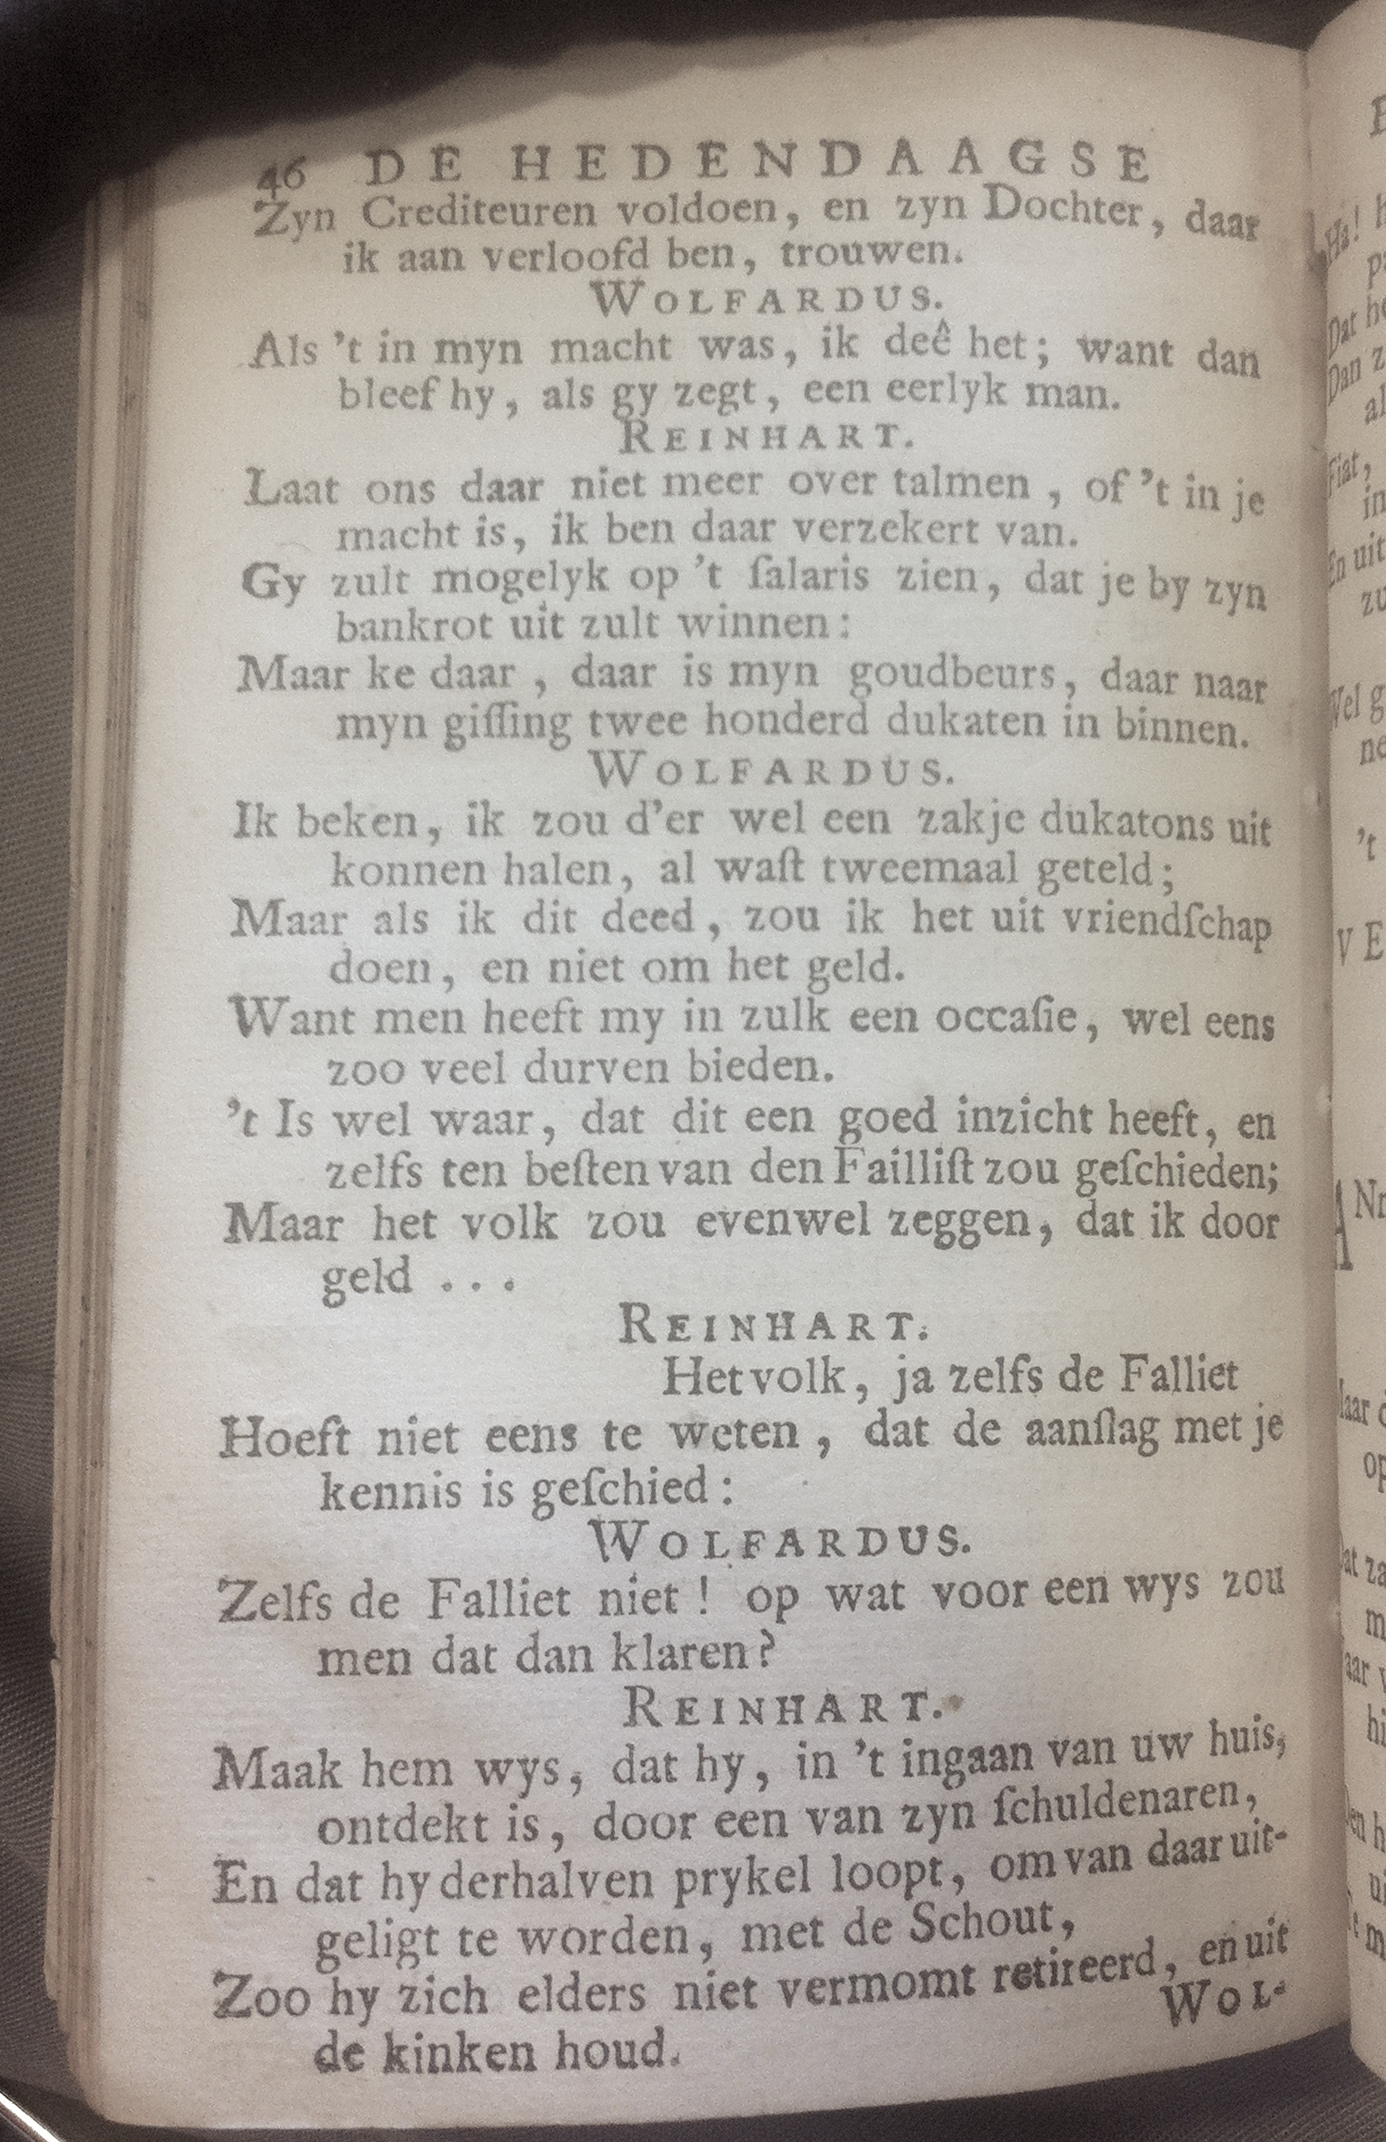 46 DE HEDENDAAGSE
Zyn Crediteuren voldoen, en zyn Dochter, daar
ik aan verloofd ben, trouwen.
WOLFARDUS.
Als 't in myn macht was, ik deê het; want dan
bleef hy, als gy zegt, een eerlyk man.
REINHART.
Laat ons daar niet meer over talmen, of 't in je
macht is, ik ben daar verzekert van.
Gy zult mogelyk op 't ſalaris zien, dat je by zyn
bankrot uit zult winnen:
Maar ke daar, daar is myn goudbeurs, daar naar
myn giſſing twee honderd dukaten in binnen.
WOLFARDUS.
Ik beken, ik zou d'er wel een zakje dukatons uit
konnen halen, al waſt tweemaal geteld;
Maar als ik dit deed, zou ik het uit vriendſchap
doen, en niet om het geld.
Want men heeft my in zulk een occaſie, wel eens
zoo veel durven bieden.
't Is wel waar, dat dit een goed inzicht heeft, en
zelfs ten beſten van den Failliſt zou geſchieden;
Maar het volk zou evenwel zeggen, dat ik door
geld ...
REINHART.
Het volk, ja zelfs de Falliet
Hoeft niet eens te weten, dat de aanſlag met je
kennis is geſchied:
WOLFARDUS.
Zelfs de Falliet niet! op wat voor een wys zou
men dat dan klaren?
REINHART.
Maak hem wys, dat hy, in 't ingaan van uw huis,
ontdekt is, door een van zyn ſchuldenaren,
En dat hy derhalven prykel loopt, om van daar uit-
geligt te worden, met de Schout,
Zoo hy zich elders niet vermomt retireerd, en uit
de kinken houd.
WOL-